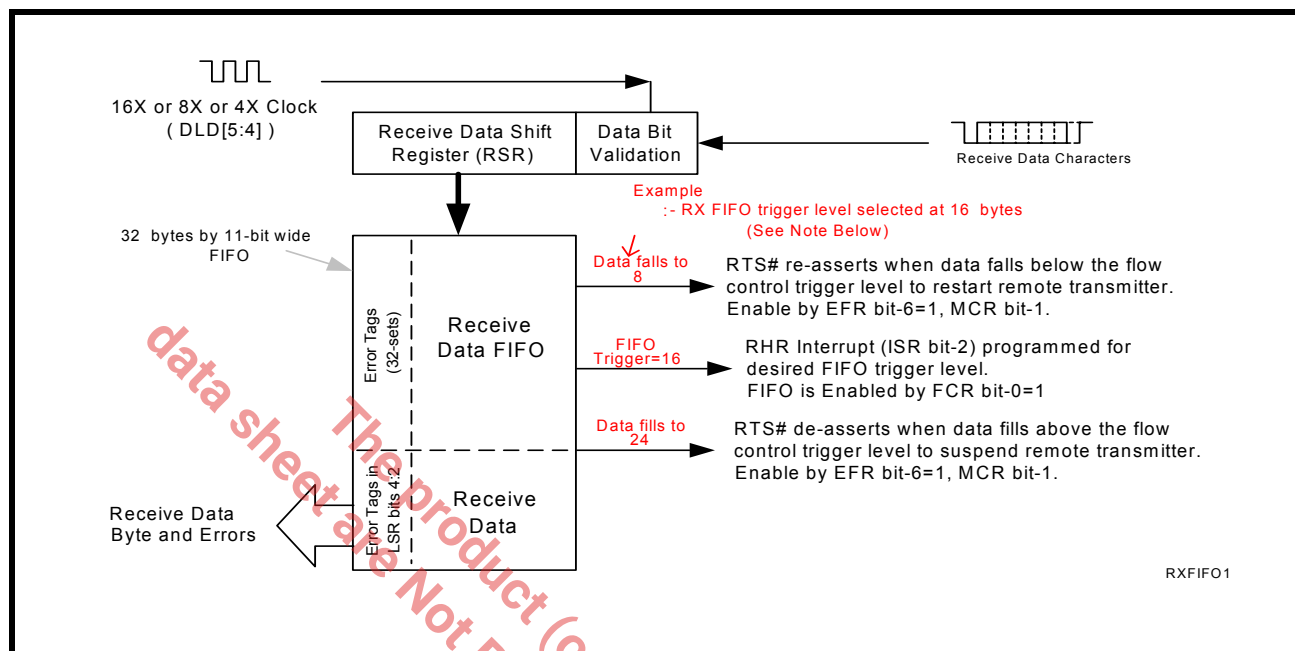 16X or 8X or 4X Clock
( DLD[5:4] )
Receive Data Shift
Register (RSR)
Data Bit
Validation
Receive Data Characters
Example
:- RX FIFO trigger level selected at 16 bytes
(See Note Below)
32 bytes by 11-bit wide
FIFO
Data falls to
8
RTS# re-asserts when data falls below the flow
control trigger level to restart remote transmitter.
Enable by EFR bit-6=1, MCR bit-1.
Error Tags
(32-sets)
Receive
Data FIFO
FIFO
Trigger=16
RHR Interrupt (ISR bit-2) programmed for
desired FIFO trigger level.
FIFO is Enabled by FCR bit-0=1
Data fills to
24
RTS# de-asserts when data fills above the flow
control trigger level to suspend remote transmitter.
Enable by EFR bit-6=1, MCR bit-1.
Error Tags in
LSR bits 4:2
Receive
Data
Receive Data
Byte and Errors
RXFIFO1
The product (
data sheet are Not